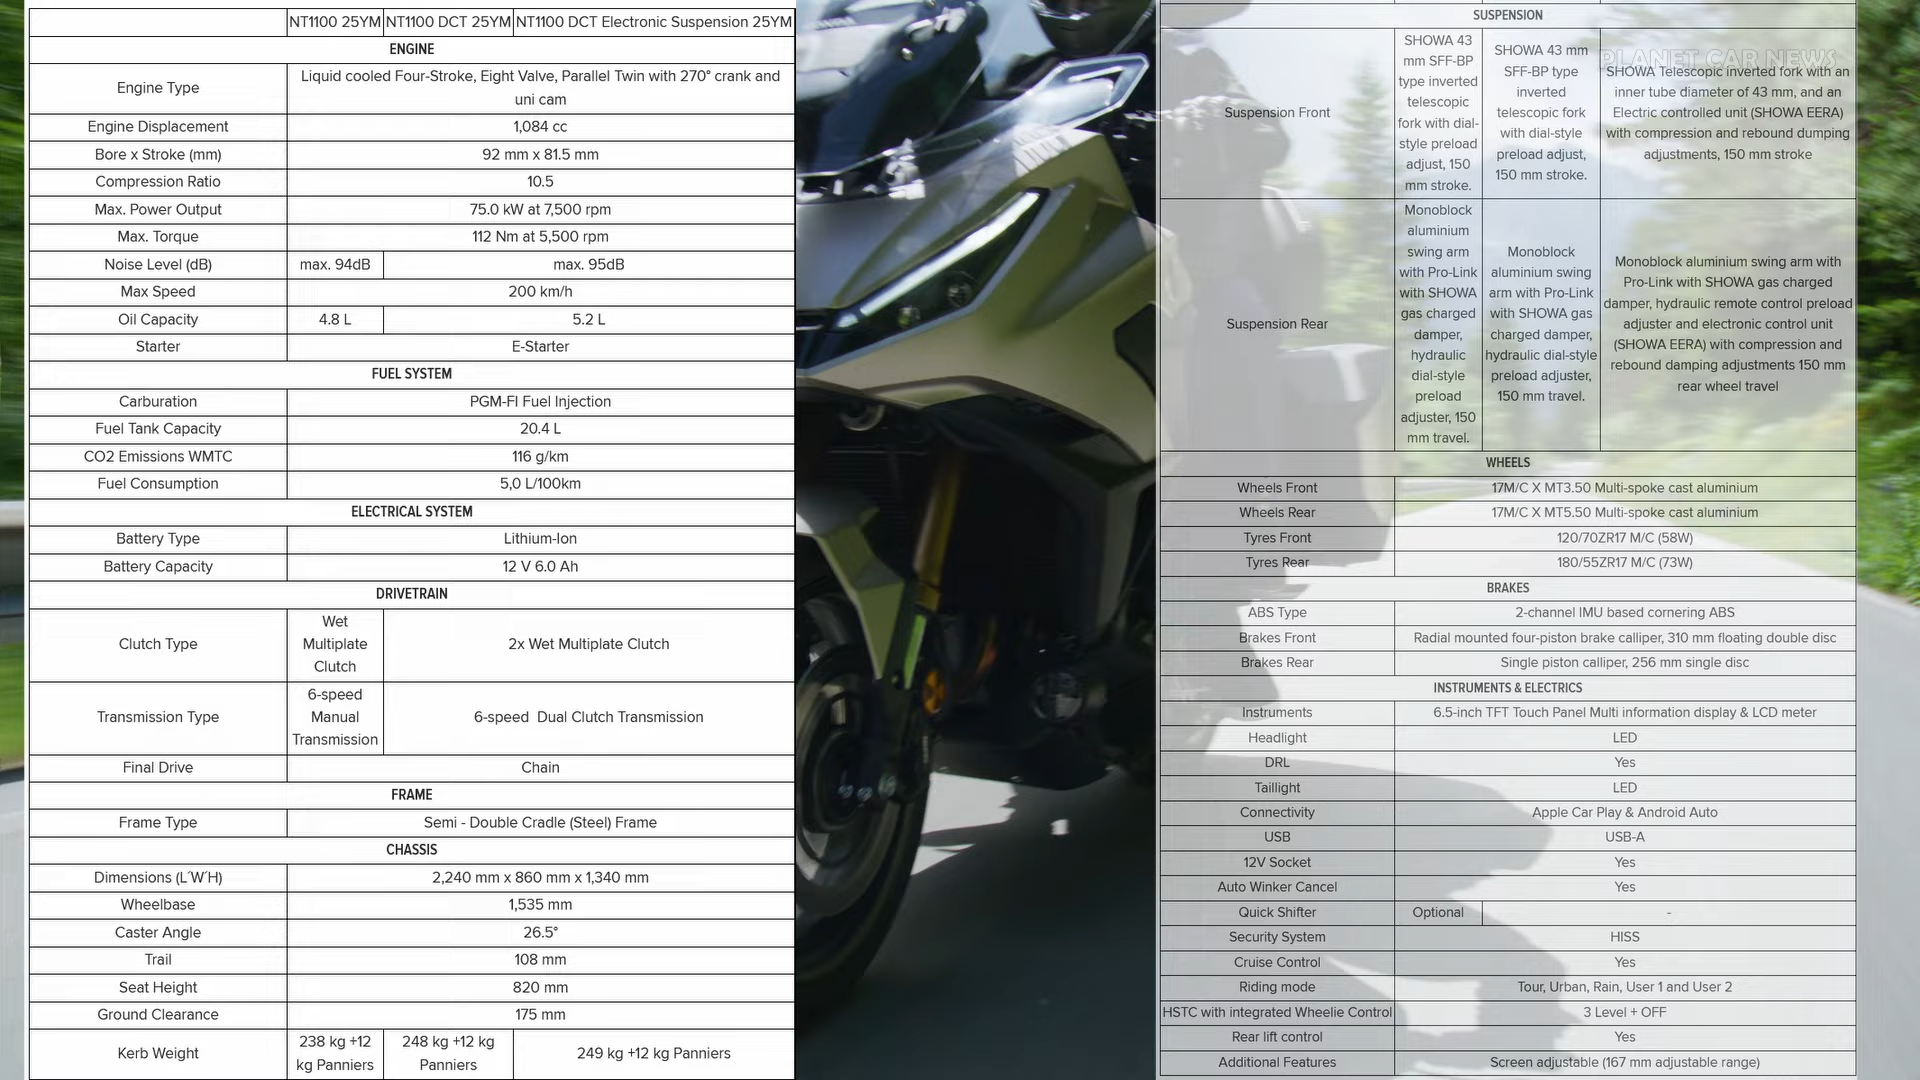 NT1100 25YM NT1100 DCT 25YM NT1100 DCT Electronic Suspension 25YM
ENGINE
Engine Type
Liquid cooled Four-Stroke, Eight Valve, Parallel Twin with 270° crank and
uni cam
Engine Displacement 1,084 cc
Bore x Stroke (mm) 92 mm x 81.5 mm
Compression Ratio 10.5
Max. Power Output 75.0 kW at 7,500 rpm
Max. Torque 112 Nm at 5,500 rpm
Noise Level (dB) max. 94dB max. 95dB
Max Speed 200 km/h
Oil Capacity 4.8 L 5.2 L
Starter E-Starter
FUEL SYSTEM
Carburation PGM-FI Fuel Injection
Fuel Tank Capacity 20.4 L
CO2 Emissions WMTC 116 g/km
Fuel Consumption 5,0 L/100km
ELECTRICAL SYSTEM
Battery Type Lithium-Ion
Battery Capacity 12 V 6.0 Ah
DRIVETRAIN
Clutch Type
Wet
Multiplate
Clutch
2x Wet Multiplate Clutch
Transmission Type
6-speed
Manual
Transmission
6-speed Dual Clutch Transmission
Final Drive Chain
FRAME
Frame Type Semi - Double Cradle (Steel) Frame
CHASSIS
Dimensions (L´W´H) 2,240 mm x 860 mm x 1,340 mm
Wheelbase 1,535 mm
Caster Angle 26.5°
Trail 108 mm
Seat Height 820 mm
Ground Clearance 175 mm
Kerb Weight
238 kg +12
kg Panniers
248 kg +12 kg
Panniers
249 kg +12 kg Panniers
SUSPENSION
PLANET CAR NEWS
Suspension Front
SHOWA 43
mm SFF-BP
type inverted
telescopic
fork with dial-
style preload
adjust, 150
mm stroke.
SHOWA 43 mm
SFF-BP type
inverted
telescopic fork
with dial-style
preload adjust,
150 mm stroke.
SHOWA Telescopic inverted fork with an
inner tube diameter of 43 mm, and an
Electric controlled unit (SHOWA EERA)
with compression and rebound dumping
adjustments, 150 mm stroke
Suspension Rear
Monoblock
aluminium
swing arm
with Pro-Link
with SHOWA
gas charged
damper,
hydraulic
dial-style
preload
adjuster, 150
mm travel.
Monoblock
aluminium swing
arm with Pro-Link
with SHOWA gas
charged damper,
hydraulic dial-style
preload adjuster,
150 mm travel.
Monoblock aluminium swing arm with
Pro-Link with SHOWA gas charged
damper, hydraulic remote control preload
adjuster and electronic control unit
(SHOWA EERA) with compression and
rebound damping adjustments 150 mm
rear wheel travel
WHEELS
Wheels Front 17M/C X MT3.50 Multi-spoke cast aluminium
Wheels Rear 17M/C X MT5.50 Multi-spoke cast aluminium
Tyres Front 120/70ZR17 M/C (58W)
Tyres Rear 180/55ZR17 M/C (73W)
BRAKES
ABS Type 2-channel IMU based cornering ABS
Brakes Front Radial mounted four-piston brake calliper, 310 mm floating double disc
Brakes Rear Single piston calliper, 256 mm single disc
INSTRUMENTS & ELECTRICS
Instruments 6.5-inch TFT Touch Panel Multi information display & LCD meter
Headlight LED
DRL Yes
Taillight LED
Connectivity Apple Car Play & Android Auto
USB USB-A
12V Socket Yes
Auto Winker Cancel Yes
Quick Shifter Optional -
Security System HISS
Cruise Control Yes
Riding mode Tour, Urban, Rain, User 1 and User 2
HSTC with integrated Wheelie Control 3 Level + OFF
Rear lift control Yes
Additional Features Screen adjustable (167 mm adjustable range)